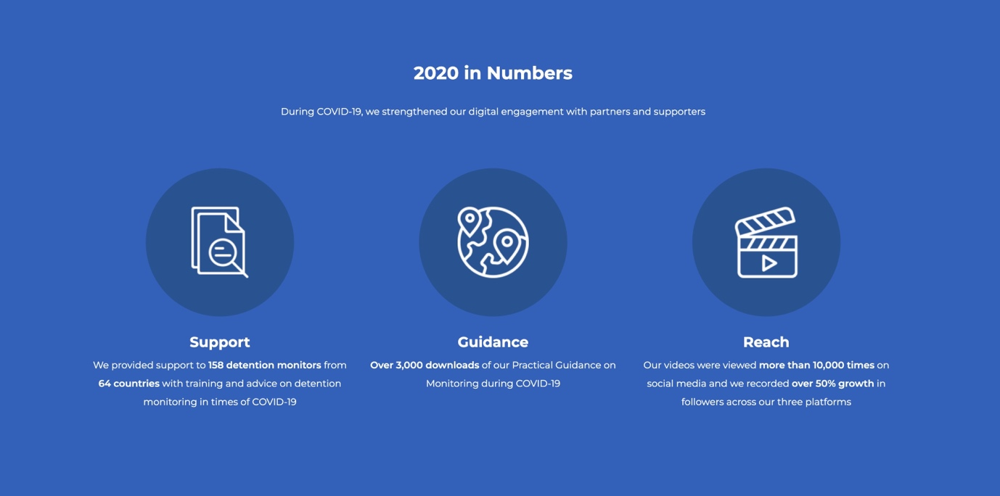 2020 in Numbers
During COVID-19, we strengthened our digital engagement with partners and supporters
Support
We provided support to 158 detention monitors from
64 countries with training and advice on detention
monitoring in times of COVID-19
Guidance
Over 3,000 downloads of our Practical Guidance on
Monitoring during COVID-19
Reach
Our videos were viewed more than 10,000 times on
social media and we recorded over 50% growth in
followers across our three platforms